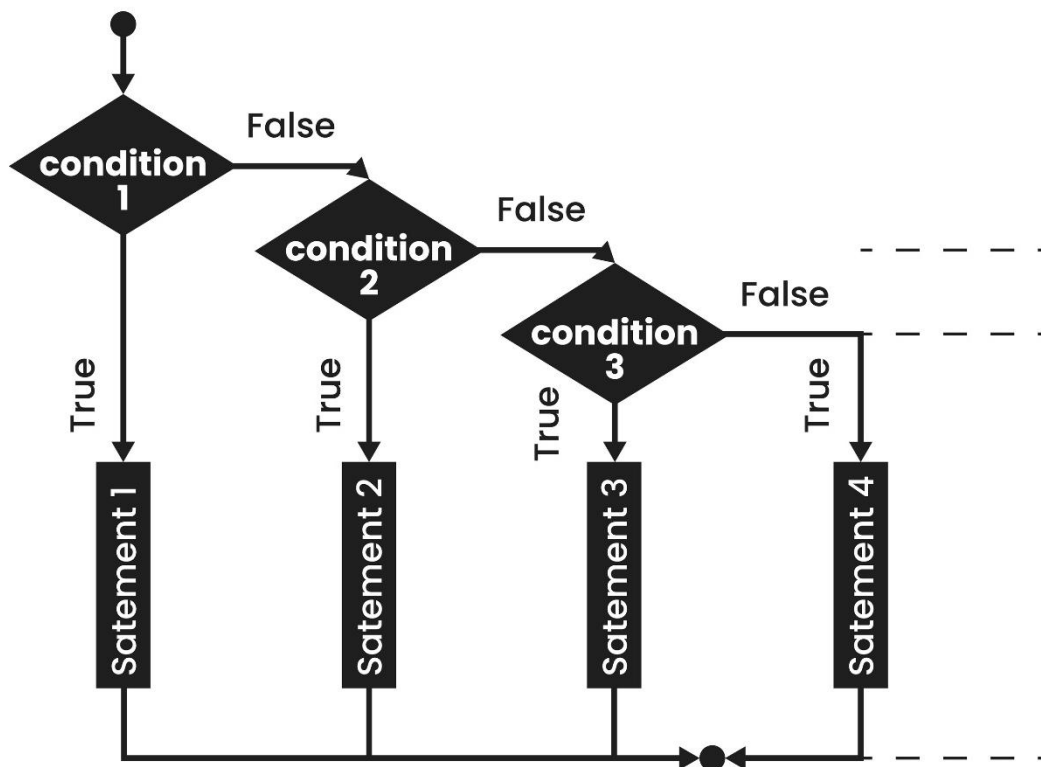 False
condition
1
False
condition
2
False
condition
3
True
True
True
True
Satement 1
Satement 2
Satement 3
Satement 4